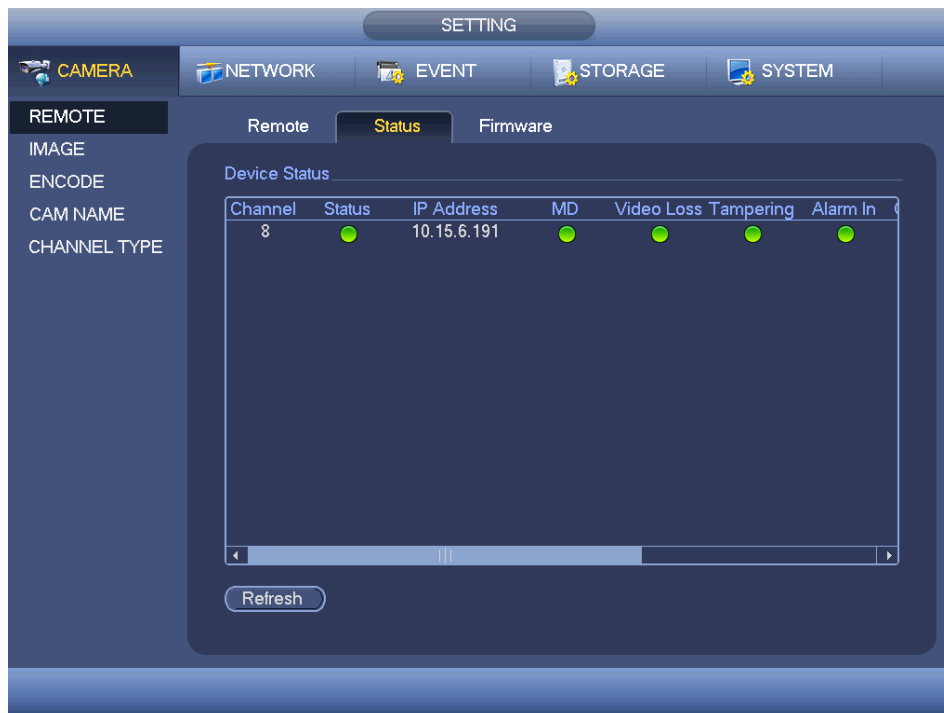 SETTING
CAMERA NETWORK EVENT STORAGE SYSTEM
REMOTE
IMAGE
ENCODE
CAM NAME
CHANNEL TYPE
Remote Status Firmware
Device Status
Channel Status IP Address MD Video Loss Tampering Alarm In
8 10.15.6.191
Refresh